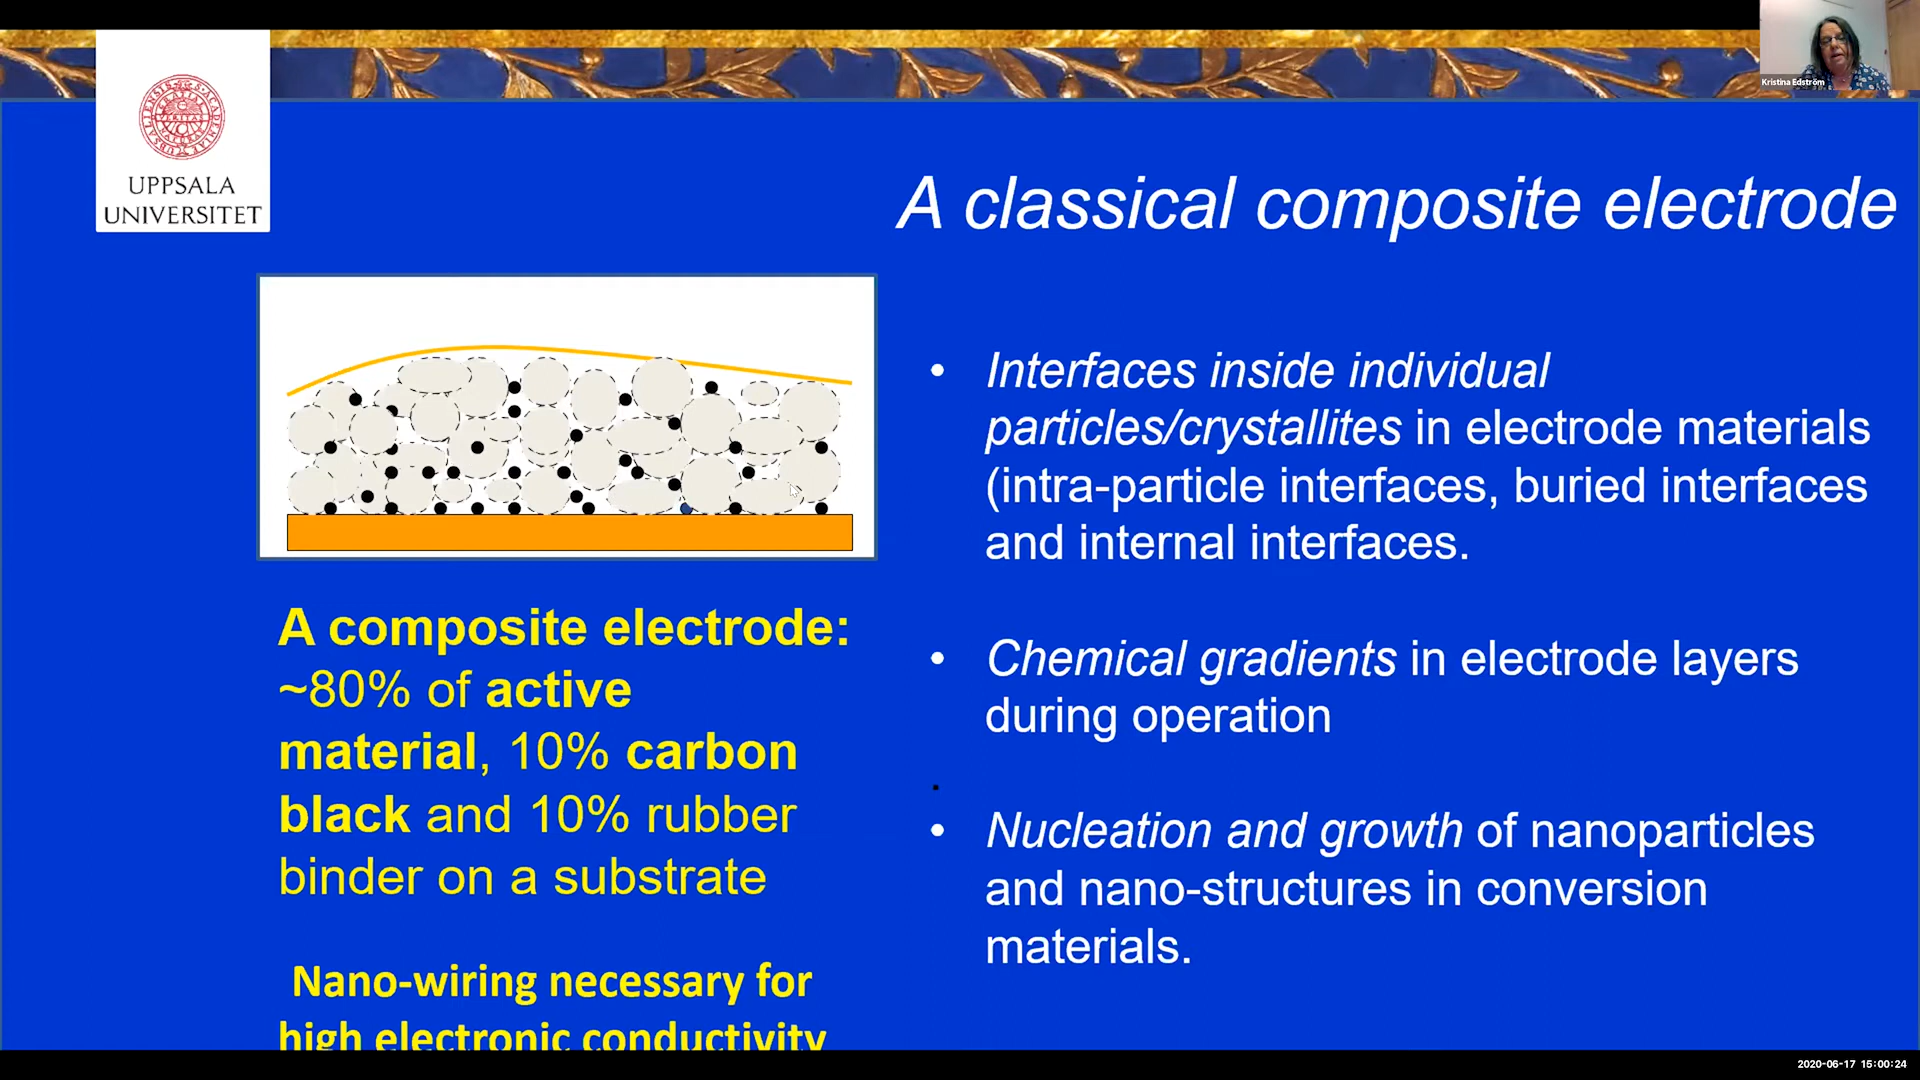 Kristina Edström
UPPSALA
UNIVERSITET
A classical composite electrode
A composite electrode:
~80% of active
material, 10% carbon
black and 10% rubber
binder on a substrate
Nano-wiring necessary for
high electronic conductivity
• Interfaces inside individual
particles/crystallites in electrode materials
(intra-particle interfaces, buried interfaces
and internal interfaces.
• Chemical gradients in electrode layers
during operation
•
• Nucleation and growth of nanoparticles
and nano-structures in conversion
materials.
2020-06-17 15:00:24